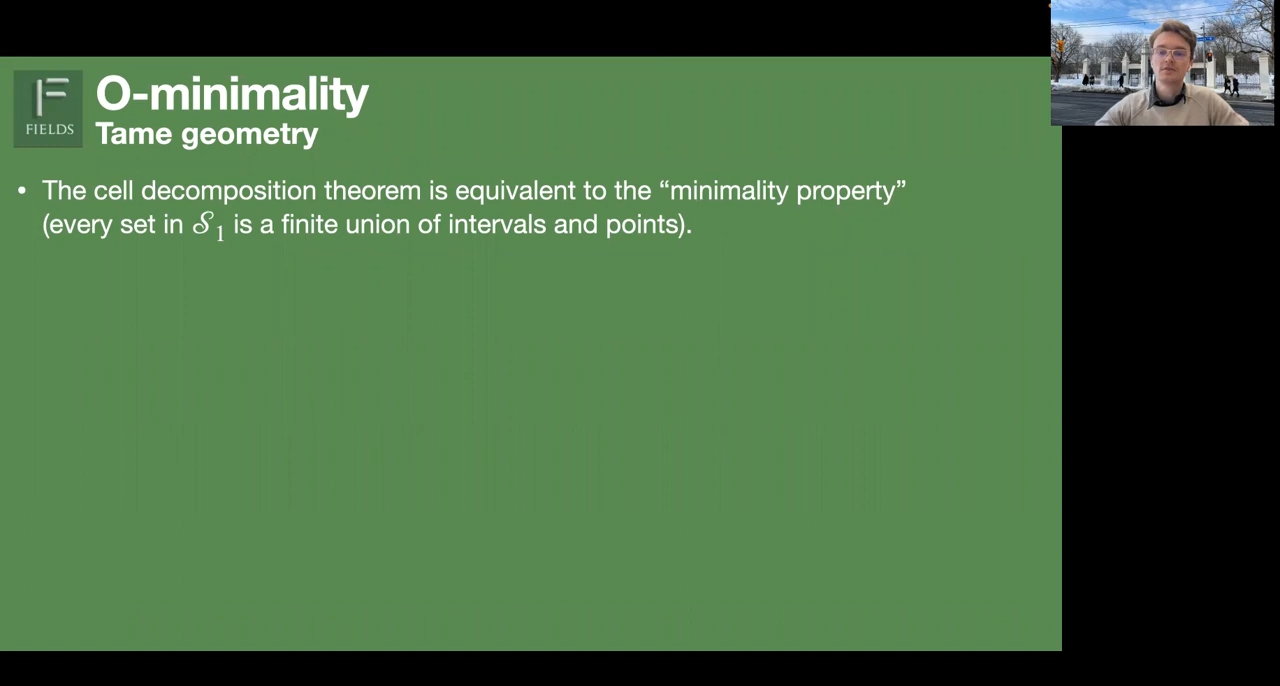 FIELDS
O-minimality
Tame geometry
• The cell decomposition theorem is equivalent to the “minimality property”
(every set in 𝒮₁ is a finite union of intervals and points).